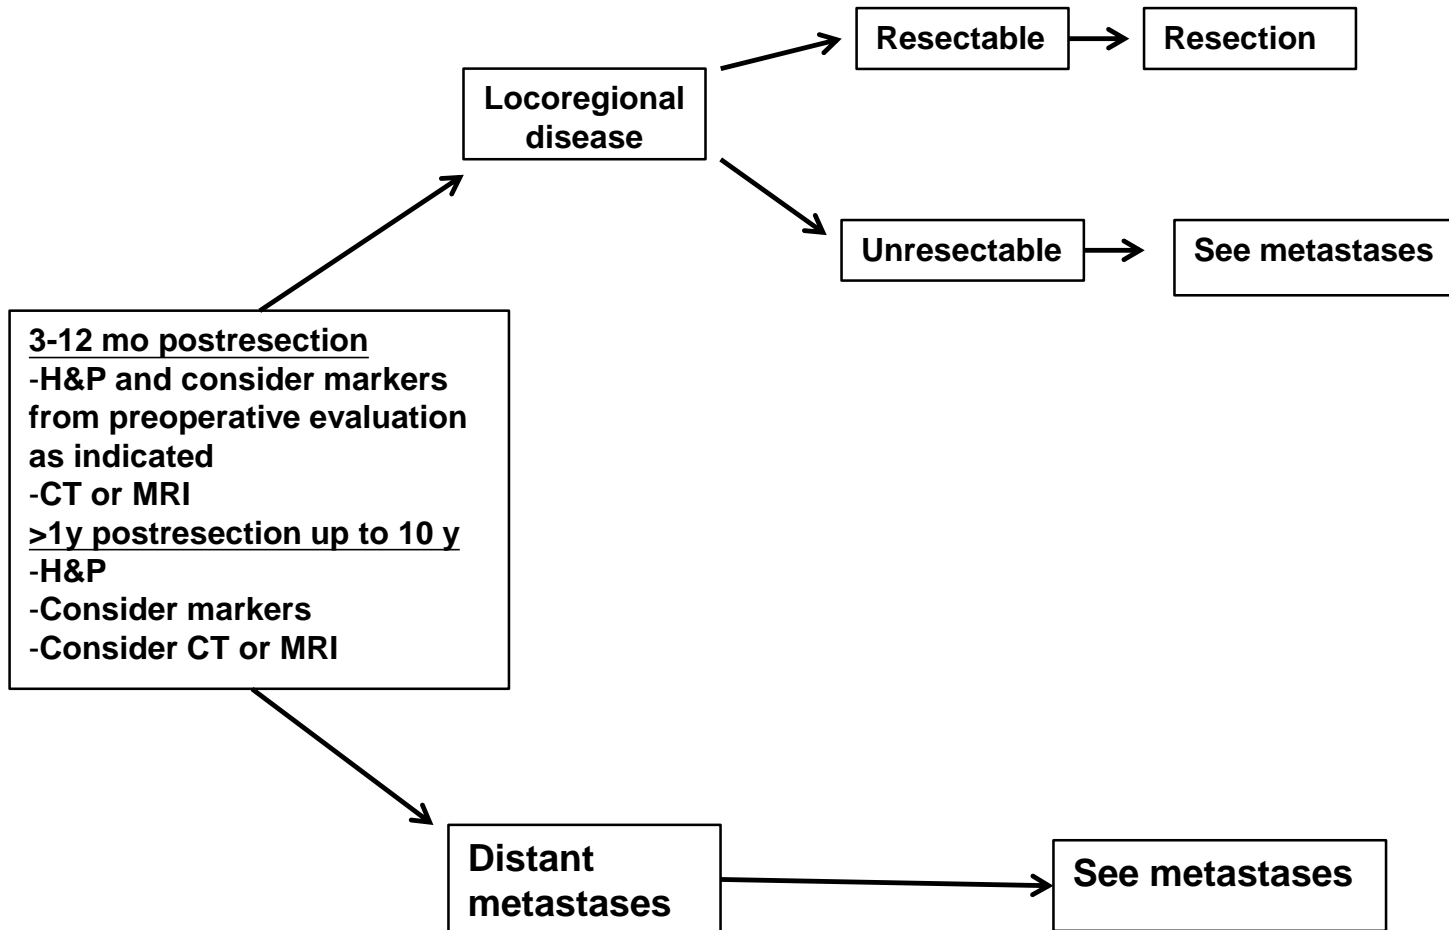 Resectable
Resection
Locoregional
disease
Unresectable
See metastases
3-12 mo postresection
-H&P and consider markers
from preoperative evaluation
as indicated
-CT or MRI
>1y postresection up to 10 y
-H&P
-Consider markers
-Consider CT or MRI
Distant
metastases
See metastases